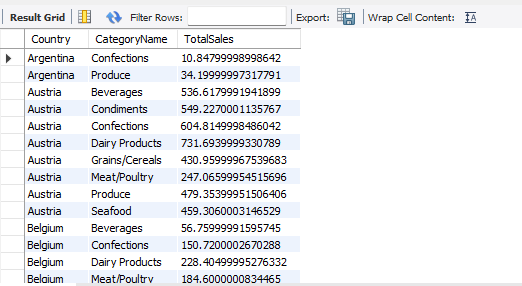 Result Grid Filter Rows: Export: Wrap Cell Content: IA
Country CategoryName TotalSales
Argentina Confections 10.84799998998642
Argentina Produce 34.19999997317791
Austria Beverages 536.6179991941899
Austria Condiments 549.2270001135767
Austria Confections 604.8149998486042
Austria Dairy Products 731.6939999330789
Austria Grains/Cereals 430.95999967539683
Austria Meat/Poultry 247.06599954515696
Austria Produce 479.35399951506406
Austria Seafood 459.3060003146529
Belgium Beverages 56.75999991595745
Belgium Confections 150.7200002670288
Belgium Dairy Products 228.40499995276332
Belgium Meat/Poultry 184.6000000834465